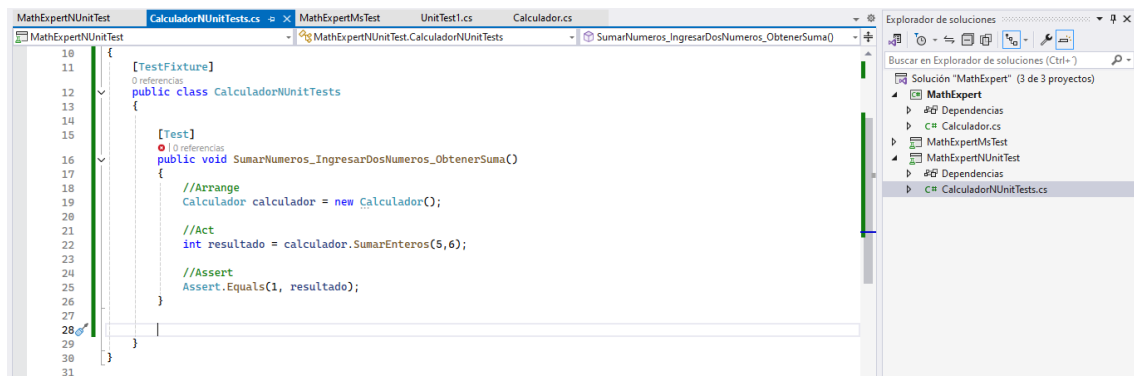 MathExpertNUnitTest CalculadorNUnitTests.cs MathExpertMsTest UnitTest1.cs Calculador.cs
MathExpertNUnitTest MathExpertNUnitTest.CalculadorNUnitTests SumarNumeros_IngresarDosNumeros_ObtenerSuma()
10 {
11 [TestFixture]
0 referencias
12 public class CalculadorNUnitTests
13 {
14
15 [Test]
0 referencias
16 public void SumarNumeros_IngresarDosNumeros_ObtenerSuma()
17 {
18 //Arrange
19 Calculador calculador = new Calculador();
20
21 //Act
22 int resultado = calculador.SumarEnteros(5,6);
23
24 //Assert
25 Assert.Equals(1, resultado);
26 }
27
28
29 }
30 }
31
Explorador de soluciones
Buscar en Explorador de soluciones (Ctrl+´)
Solución "MathExpert" (3 de 3 proyectos)
MathExpert
Dependencias
C# Calculador.cs
MathExpertMsTest
MathExpertNUnitTest
Dependencias
C# CalculadorNUnitTests.cs